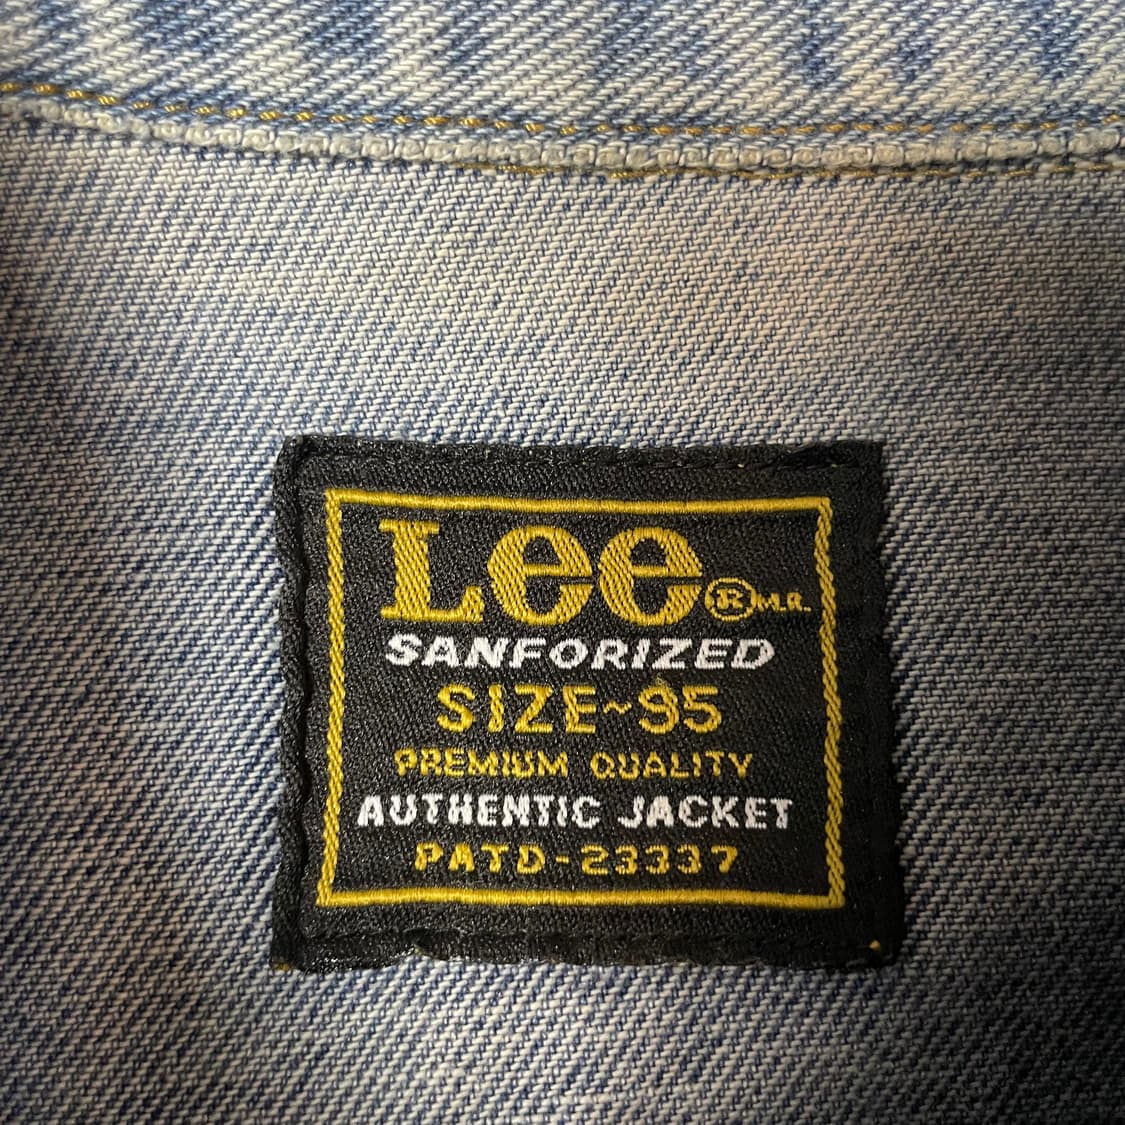 Lee® M.R.
SANFORIZED
SIZE~95
PREMIUM QUALITY
AUTHENTIC JACKET
PATD-23337